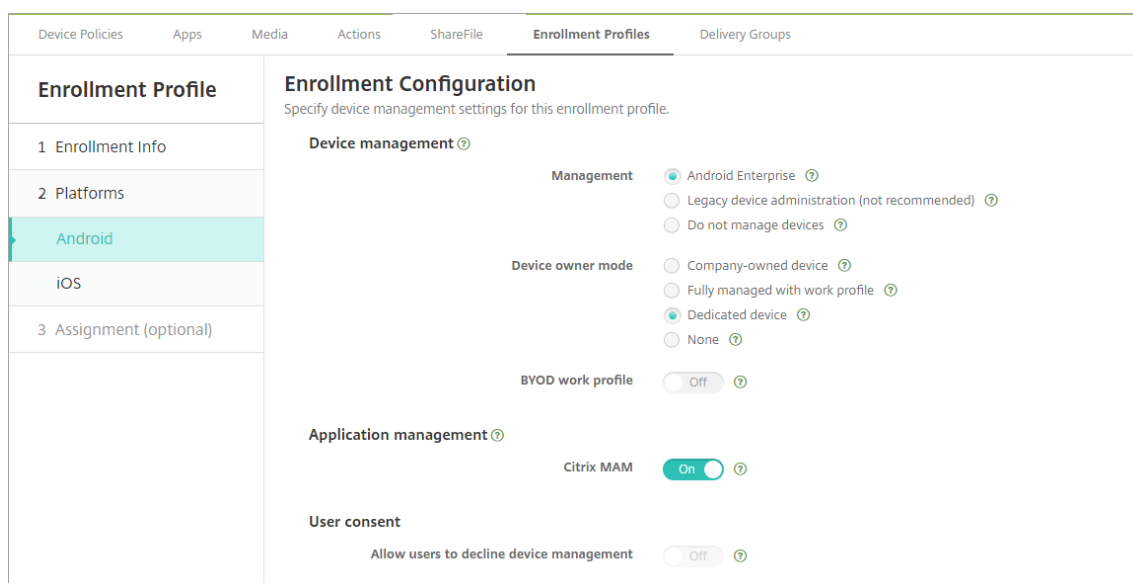 Device Policies Apps Media Actions ShareFile Enrollment Profiles Delivery Groups
Enrollment Profile
1 Enrollment Info
2 Platforms
Android
iOS
3 Assignment (optional)
Enrollment Configuration
Specify device management settings for this enrollment profile.
Device management ?
Management
Android Enterprise ?
Legacy device administration (not recommended) ?
Do not manage devices ?
Device owner mode
Company-owned device ?
Fully managed with work profile ?
Dedicated device ?
None ?
BYOD work profile Off ?
Application management ?
Citrix MAM On ?
User consent
Allow users to decline device management Off ?